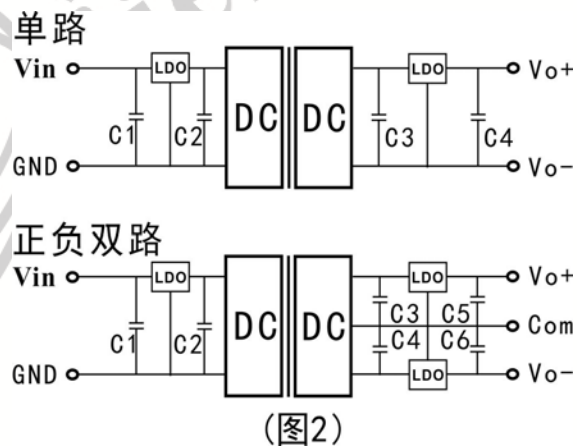 单路
Vin LDO LDO Vo+
C1 C2 DC DC C3 C4
GND Vo-
正负双路
Vin LDO LDO Vo+
C3 C5
C1 C2 DC DC Com
C4 C6
GND LDO Vo-
(图2)